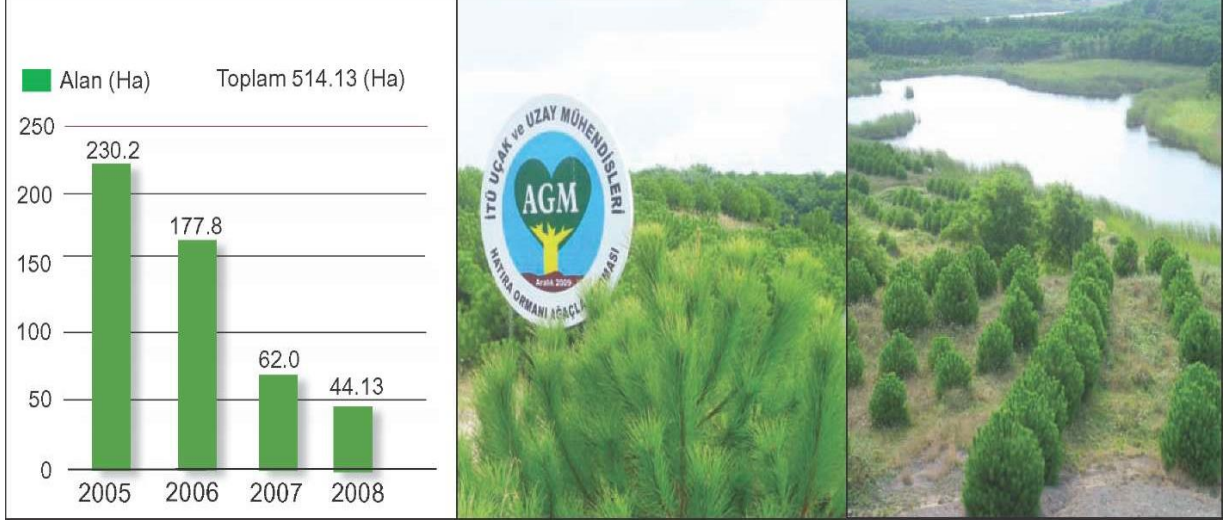 Alan (Ha)
Toplam 514.13 (Ha)
250
200
150
100
50
0
230.2
177.8
62.0
44.13
2005 2006 2007 2008
İTÜ UÇAK ve UZAY MÜHENDİSLERİ
AGM
Aralık 2009
HATIRA ORMANI AĞAÇLA MASI